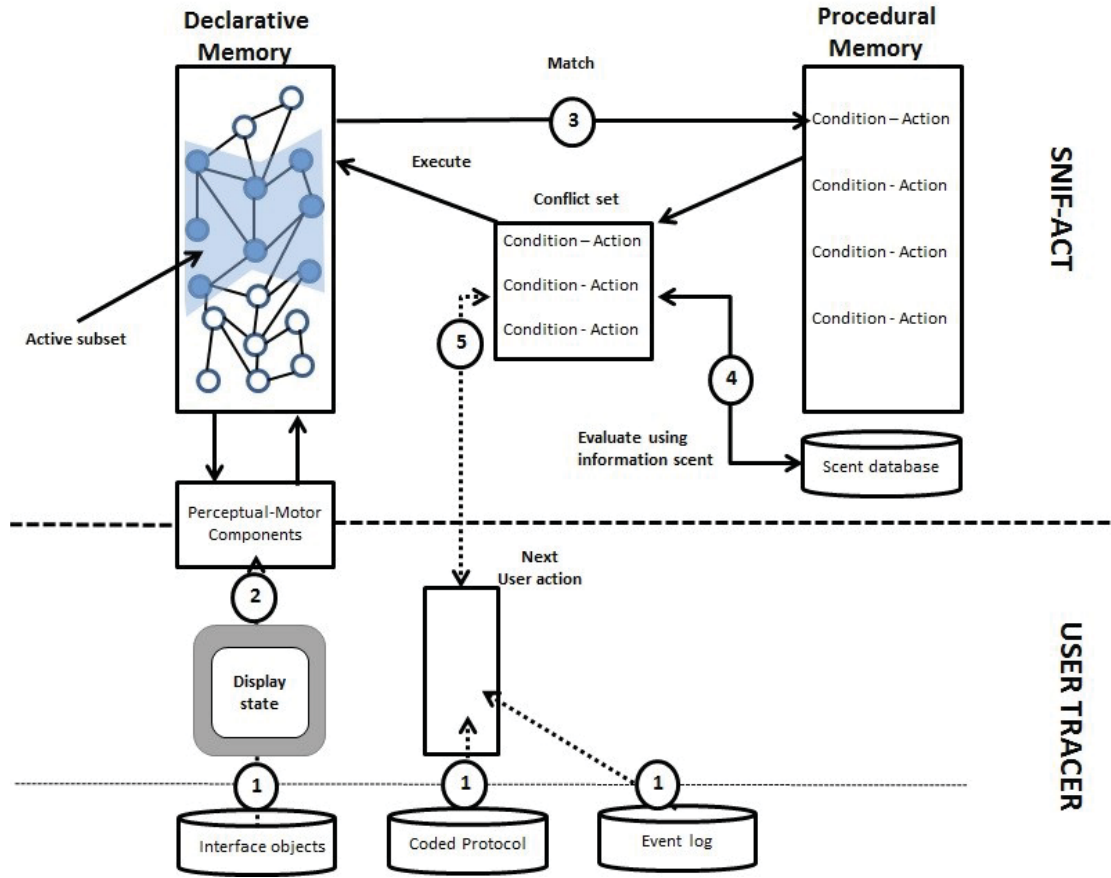 Declarative
Memory
Procedural
Memory
Match
3
Condition – Action
Execute
Condition - Action
Conflict set
Condition – Action
Condition - Action
Condition - Action
Condition - Action
Condition - Action
Active subset
5
4
Evaluate using
information scent
Scent database
SNIF-ACT
Perceptual-Motor
Components
Next
User action
2
Display
state
1
1
1
Interface objects
Coded Protocol
Event log
USER TRACER